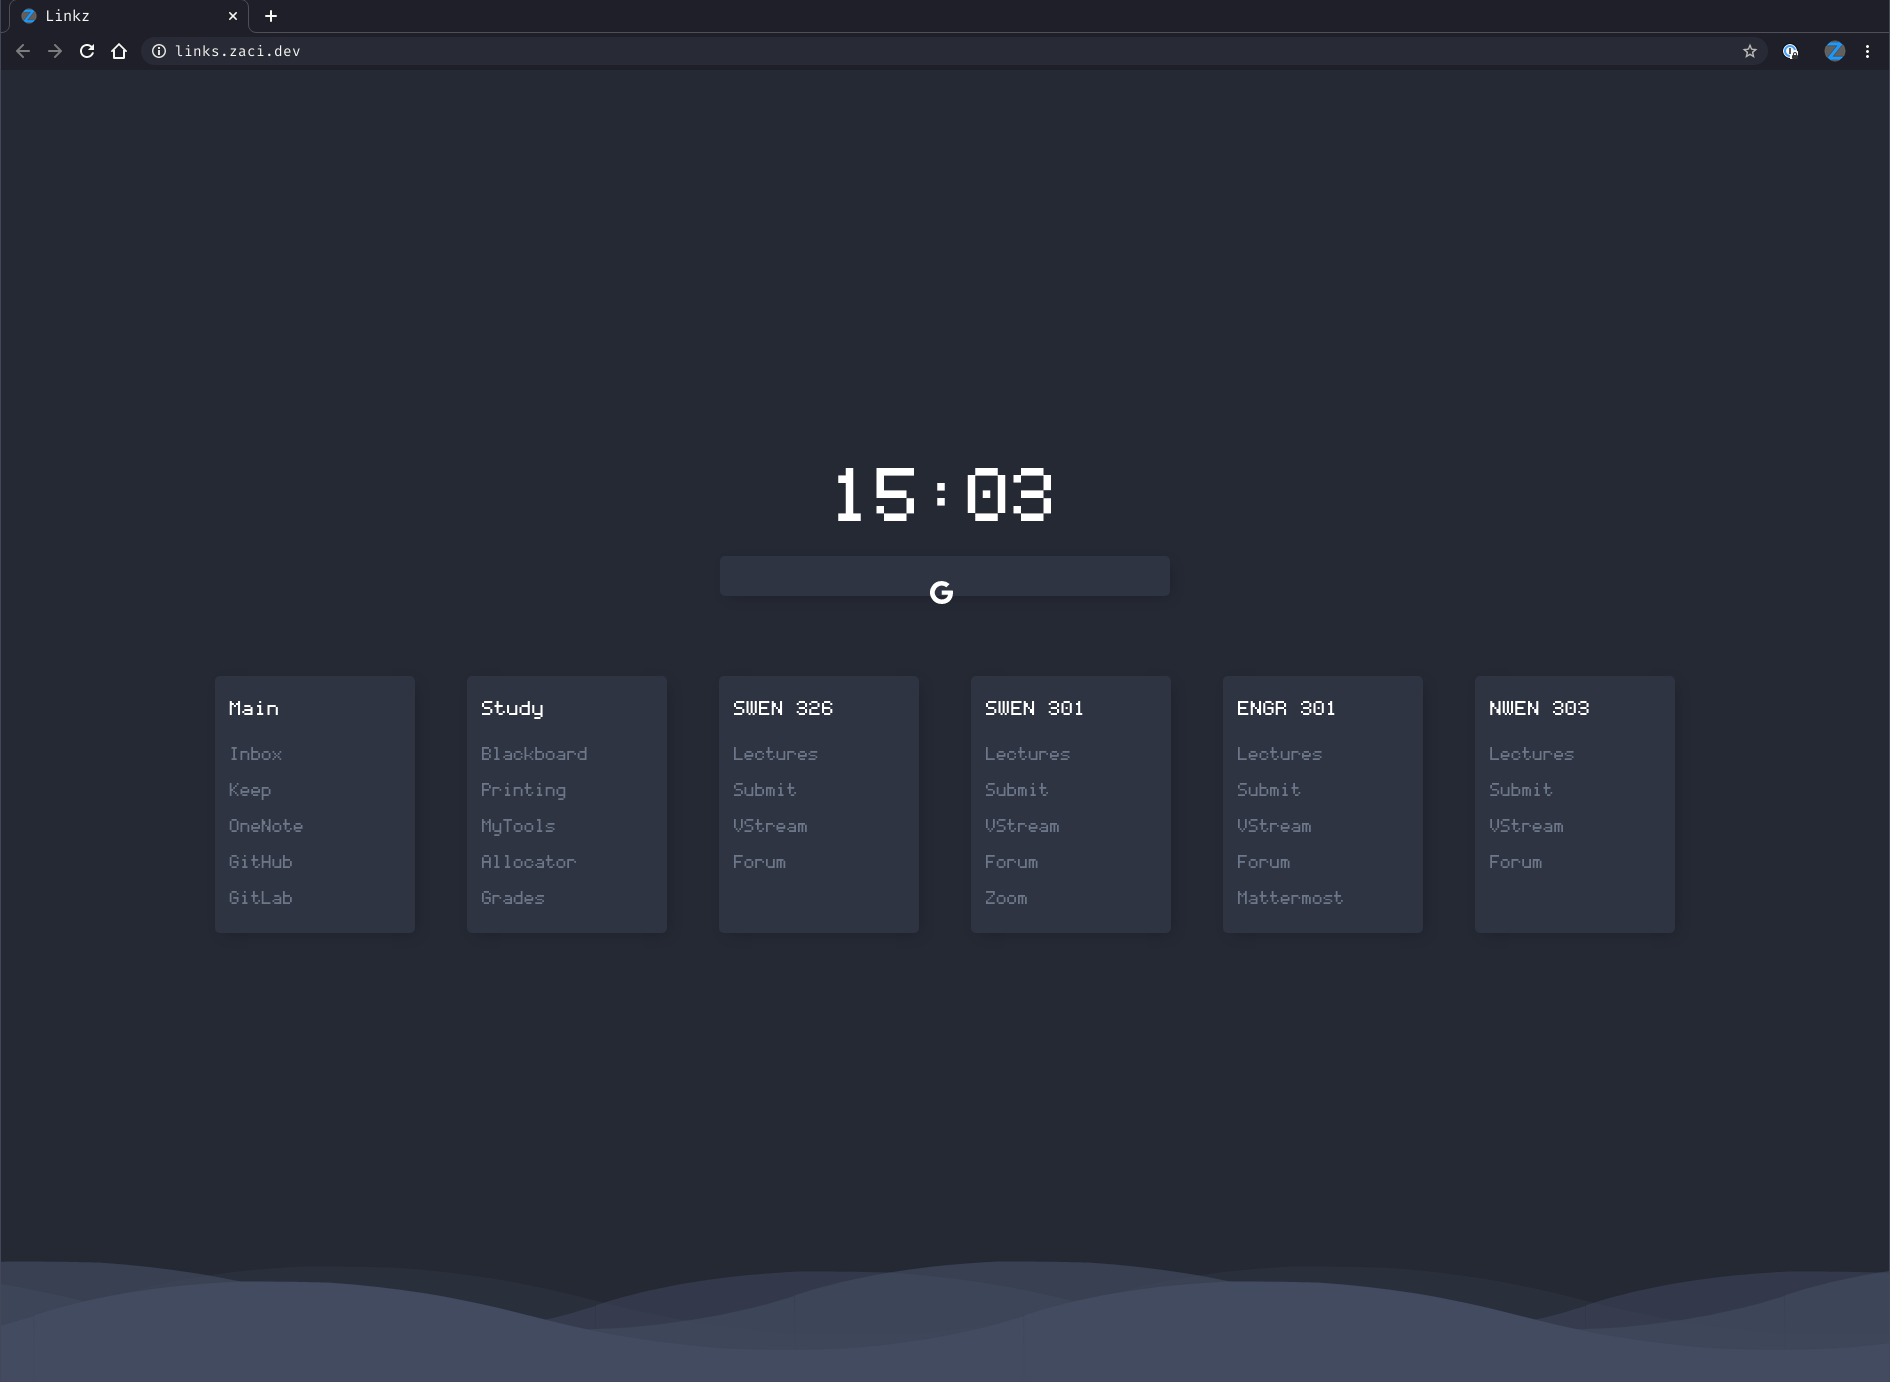 Linkz
links.zaci.dev
15:03
G
Main
Inbox
Keep
OneNote
GitHub
GitLab
Study
Blackboard
Printing
MyTools
Allocator
Grades
SWEN 326
Lectures
Submit
VStream
Forum
SWEN 301
Lectures
Submit
VStream
Forum
Zoom
ENGR 301
Lectures
Submit
VStream
Forum
Mattermost
NWEN 303
Lectures
Submit
VStream
Forum